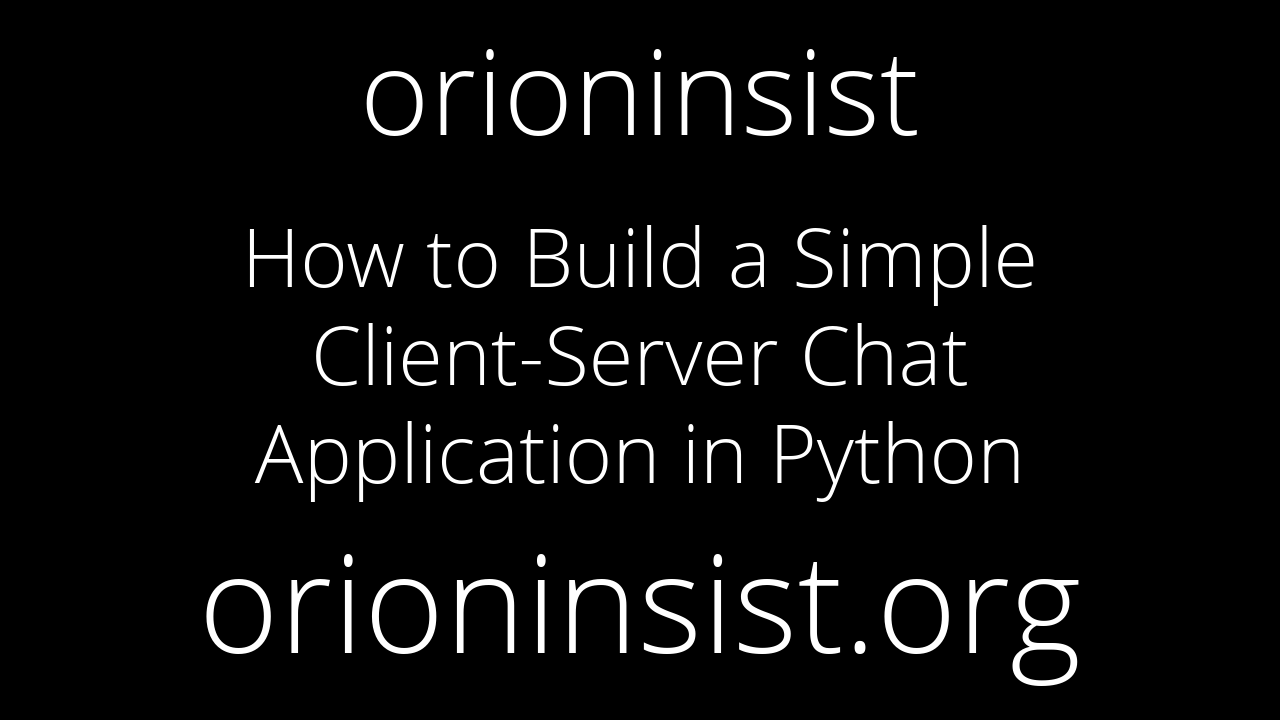 orioninsist
How to Build a Simple
Client-Server Chat
Application in Python
orioninsist.org